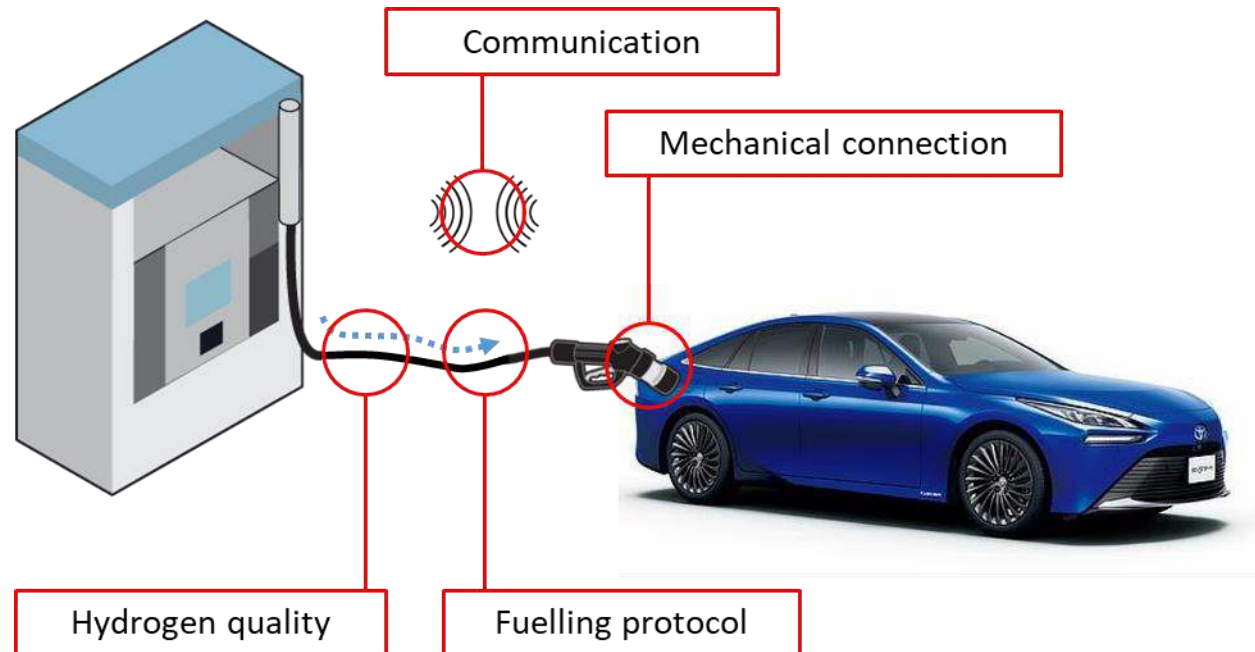 Communication
Mechanical connection
Hydrogen quality
Fuelling protocol